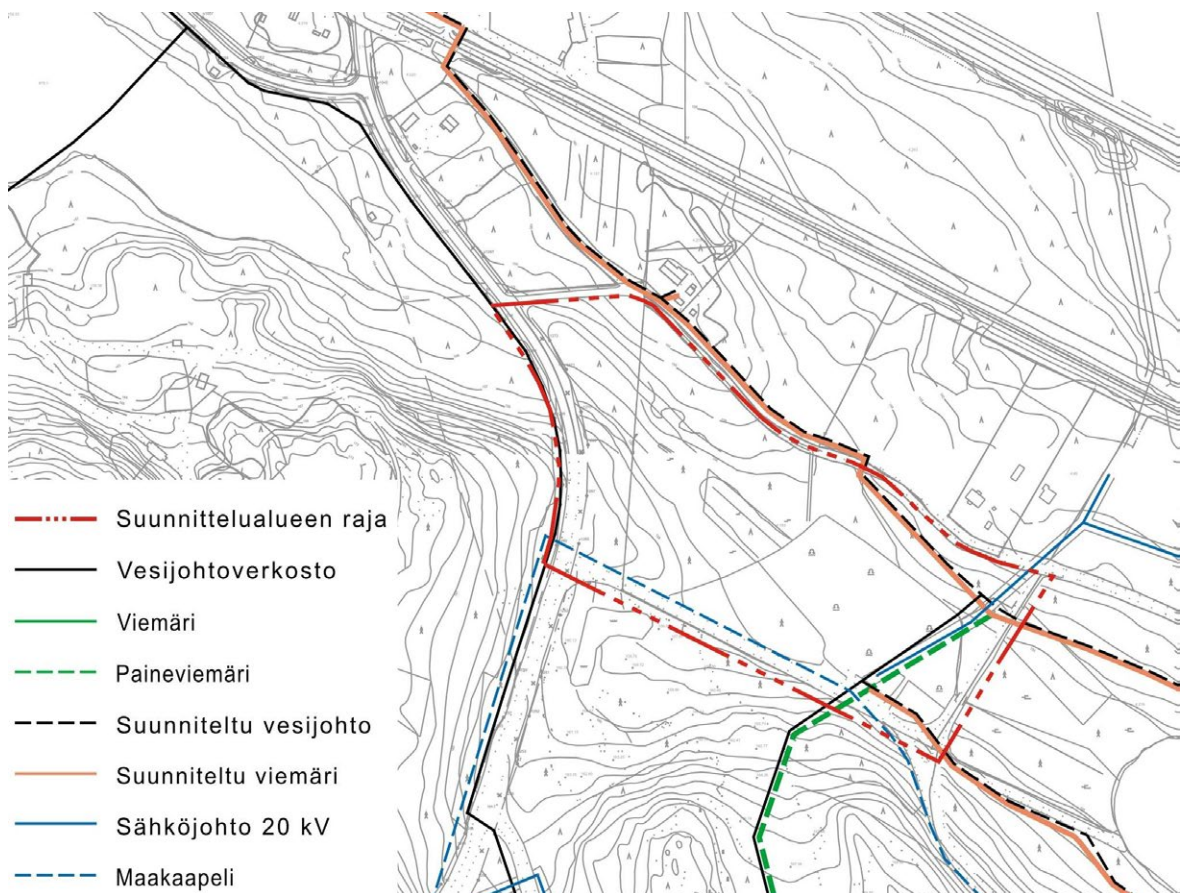 Suunnittelualueen raja
Vesijohtoverkosto
Viemäri
Paineviemäri
Suunniteltu vesijohto
Suunniteltu viemäri
Sähköjohto 20 kV
Maakaapeli